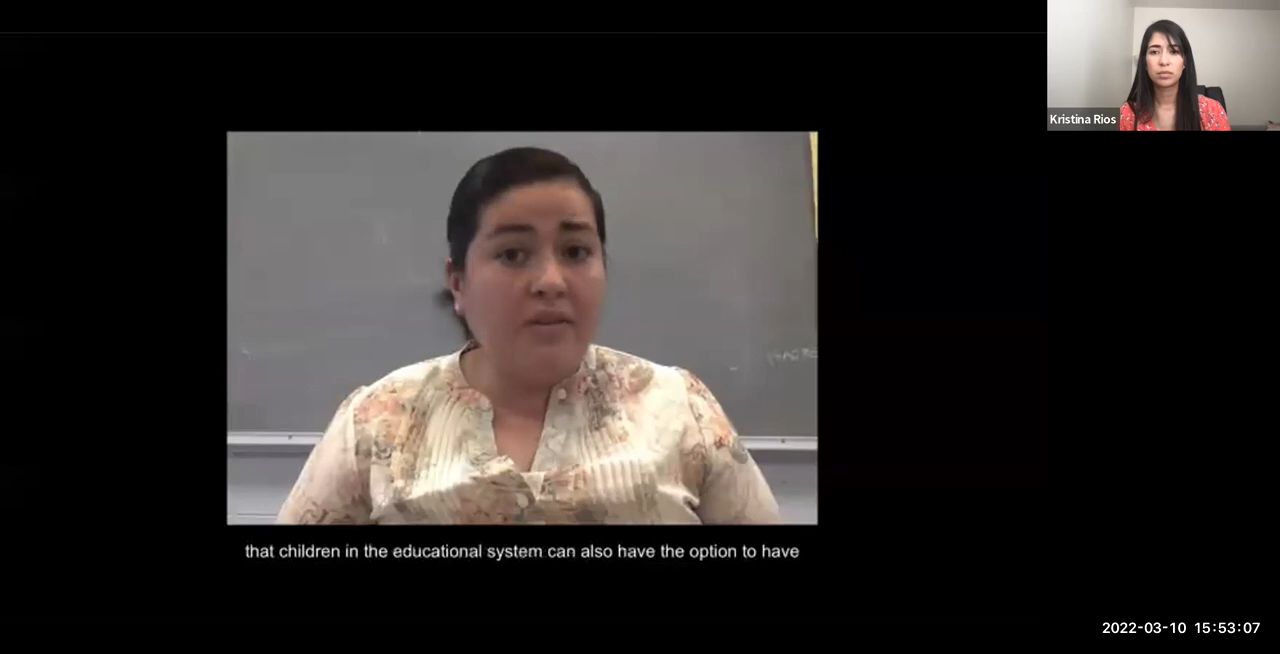 Kristina Rios
that children in the educational system can also have the option to have
2022-03-10 15:53:07